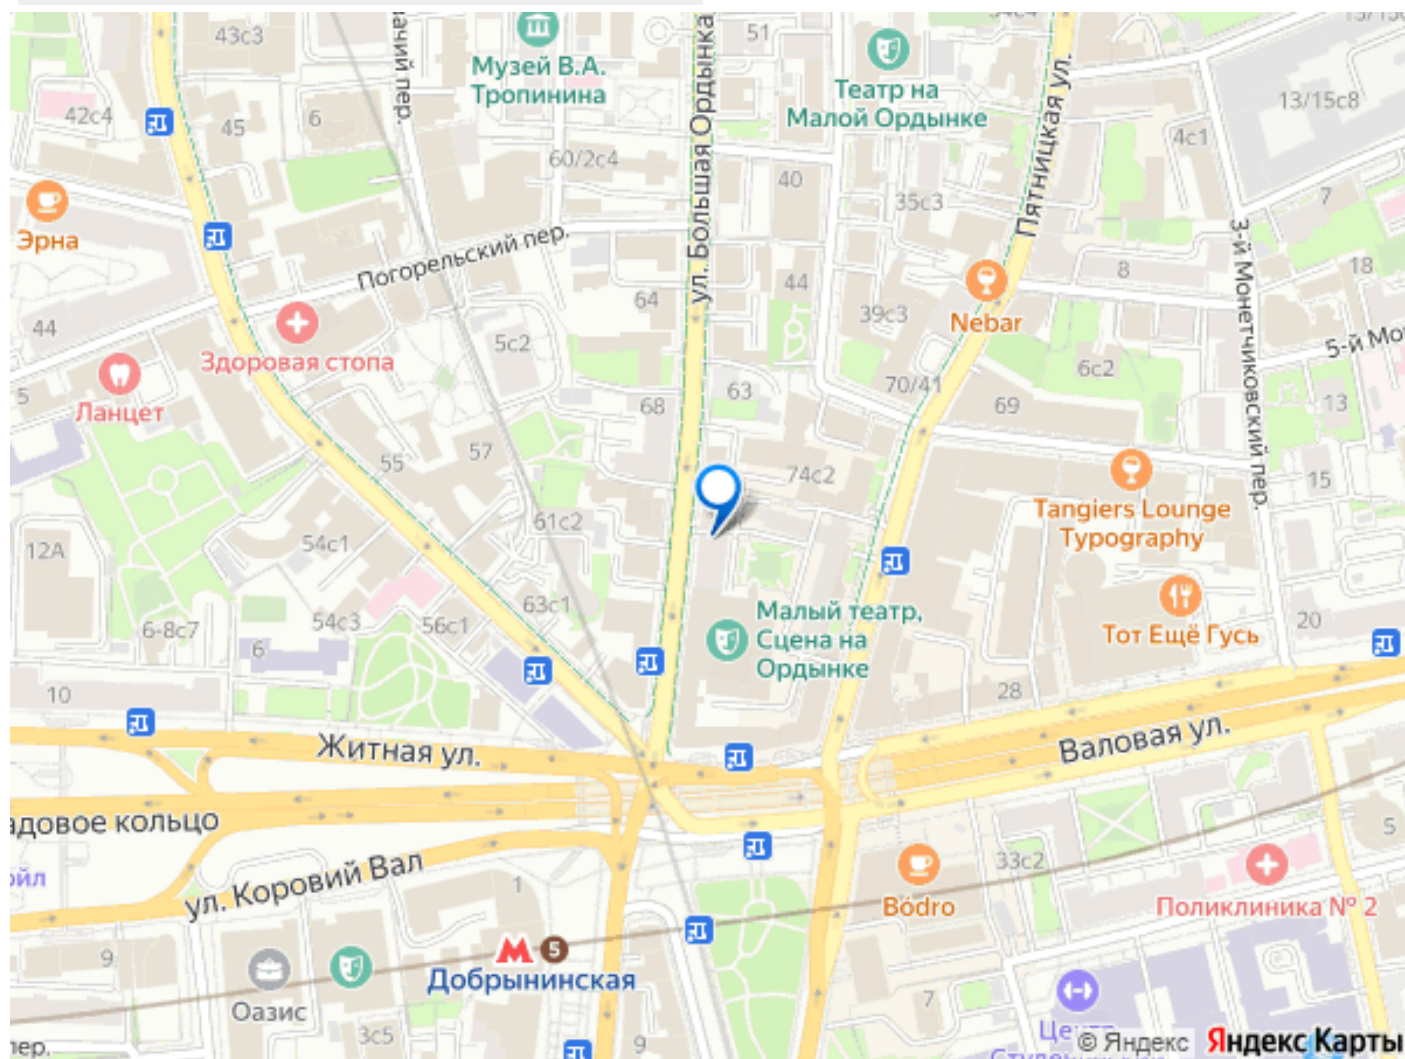 43с3
51
13/15с8
Музей В.А.
Тропинина
Театр на
Малой Ордынке
ул. Большая Ордынка
Пятницкая ул.
42с4
45
6
60/2с4
40
4с1
35с3
7
Эрна
Погорельский пер.
3-й Монетчиковский пер.
8
18
44
64
44
39с3
Nebar
5-й Мо
Здоровая стопа
5с2
6с2
5
Ланцет
68
63
70/41
69
13
55
57
74с2
15
Tangiers Lounge
Typography
12А
54с1
61с2
6-8с7
54с3
56с1
63с1
6
Малый театр,
Сцена на
Ордынке
Тот Ещё Гусь
20
10
28
Житная ул.
Валовая ул.
адовое кольцо
ойл
ул. Коровий Вал
1
33с2
5
Bódro
Поликлиника № 2
9
М 5
Добрынинская
Оазис
3с5
7
9
пер.
© Яндекс Яндекс Карты